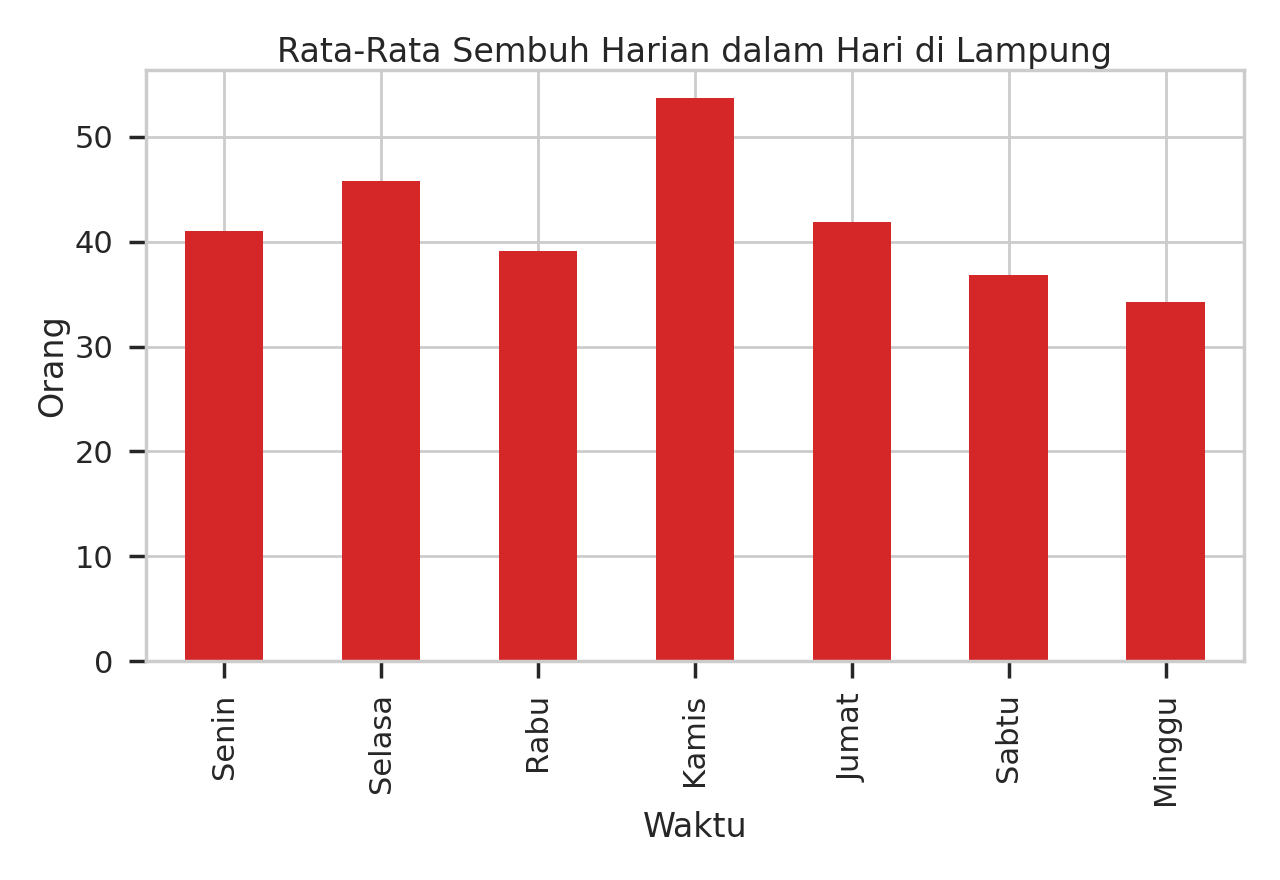 Rata-Rata Sembuh Harian dalam Hari di Lampung
Orang
50
40
30
20
10
0
Senin
Selasa
Rabu
Kamis
Jumat
Sabtu
Minggu
Waktu